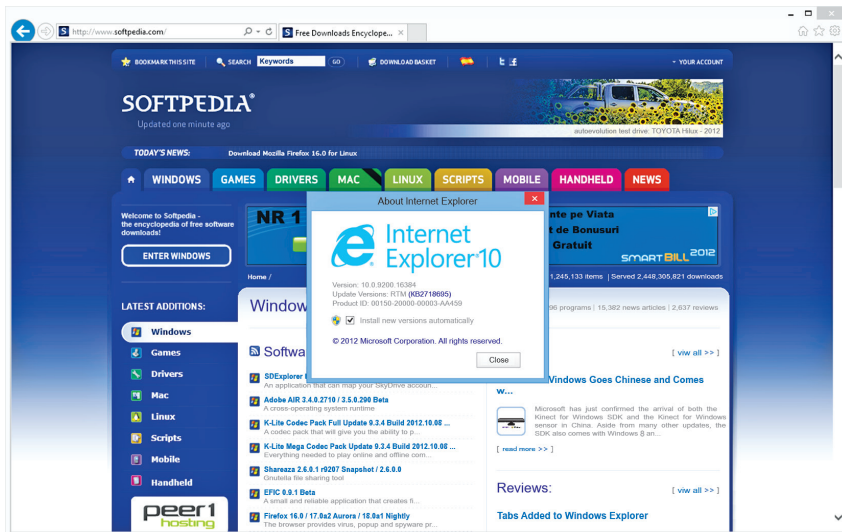 http://www.softpedia.com/
S Free Downloads Encyclope...
BOOKMARK THIS SITE
SEARCH Keywords GO
DOWNLOAD BASKET
YOUR ACCOUNT
SOFTPEDIA®
Updated one minute ago
autoevolution test drive: TOYOTA Hilux - 2012
TODAY'S NEWS: Download Mozilla Firefox 16.0 for Linux
WINDOWS GAMES DRIVERS MAC LINUX SCRIPTS MOBILE HANDHELD NEWS
Welcome to Softpedia -
the encyclopedia of free software
downloads!
ENTER WINDOWS
NR 1
nte pe Viata
t de Bonusuri
Gratuit
SMART BILL 2012
Home /
1,245,133 items | Served 2,448,305,821 downloads
About Internet Explorer
Internet
Explorer 10
Version: 10.0.9200.16384
Update Versions: RTM (KB2718695)
Product ID: 00150-20000-00003-AA459
Install new versions automatically
© 2012 Microsoft Corporation. All rights reserved.
Close
LATEST ADDITIONS:
Windows
Games
Drivers
Mac
Linux
Scripts
Mobile
Handheld
peer1
hosting
Window
96 programs | 15,382 news articles | 2,637 reviews
Softwa
SDExplorer
An application that can map your SkyDrive accoun...
Adobe AIR 3.4.0.2710 / 3.5.0.290 Beta
A cross-operating system runtime
K-Lite Codec Pack Full Update 9.3.4 Build 2012.10.08 ...
A codec pack that will give you the ability to p...
K-Lite Mega Codec Pack Update 9.3.4 Build 2012.10.08 ...
Everything needed to play online and offline com...
Shareaza 2.6.0.1 r9207 Snapshot / 2.6.0.0
Gnutella file sharing tool
EFIC 0.9.1 Beta
A small and reliable application that creates fi...
Firefox 16.0 / 17.0a2 Aurora / 18.0a1 Nightly
The browser provides virus, popup and spyware pr...
[ viw all >> ]
Windows Goes Chinese and Comes
w...
Microsoft has just confirmed the arrival of both the
Kinect for Windows SDK and the Kinect for Windows
sensor in China. Aside from many other updates, the
SDK also comes with Windows 8 an...
[ read more >> ]
Reviews:
[ viw all >> ]
Tabs Added to Windows Explorer